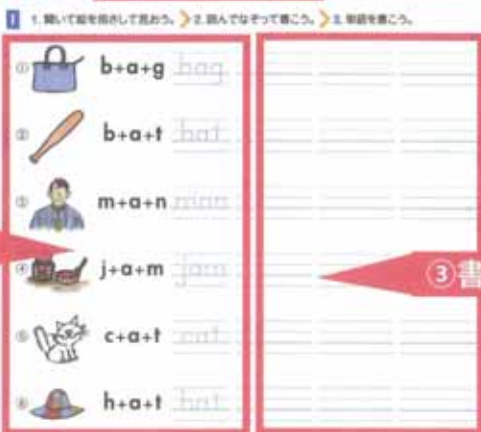 1 1. 聞いて絵を指さして言おう。 2. 読んでなぞって書こう。 3. 単語を書こう。
① b+a+g bag
② b+a+t bat
③ m+a+n man
④ j+a+m jam
⑤ c+a+t cat
⑥ h+a+t hat
③書